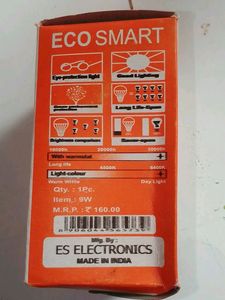 ECO SMART
Eye-protection light
Good Lighting
Long Life-Span
Brightness comparison
With warmulat
Long life
Light-colour
Warm White
Day Light
Qty. : 1Pc.
Item.: 9W
M.R.P. : ₹ 160.00
Mfg. By :
ES ELECTRONICS
MADE IN INDIA